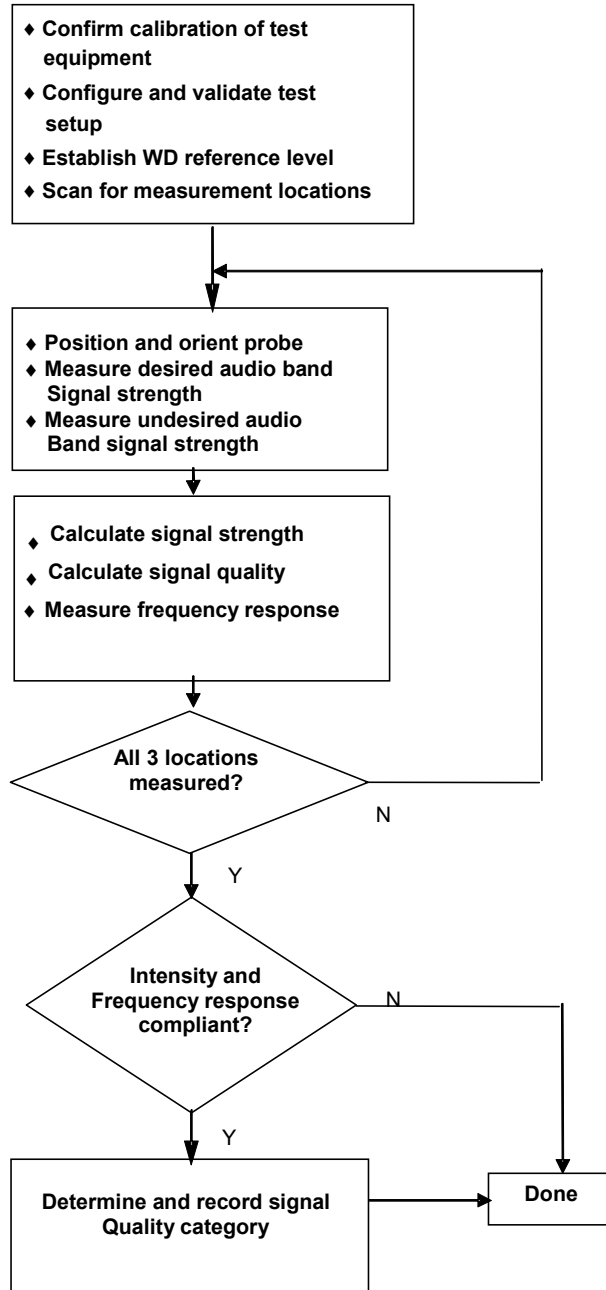 ♦ Confirm calibration of test
equipment
♦ Configure and validate test
setup
♦ Establish WD reference level
♦ Scan for measurement locations
♦ Position and orient probe
♦ Measure desired audio band
Signal strength
♦ Measure undesired audio
Band signal strength
♦ Calculate signal strength
♦ Calculate signal quality
♦ Measure frequency response
All 3 locations
measured?
N
Y
Intensity and
Frequency response
compliant?
N
Y
Determine and record signal
Quality category
Done